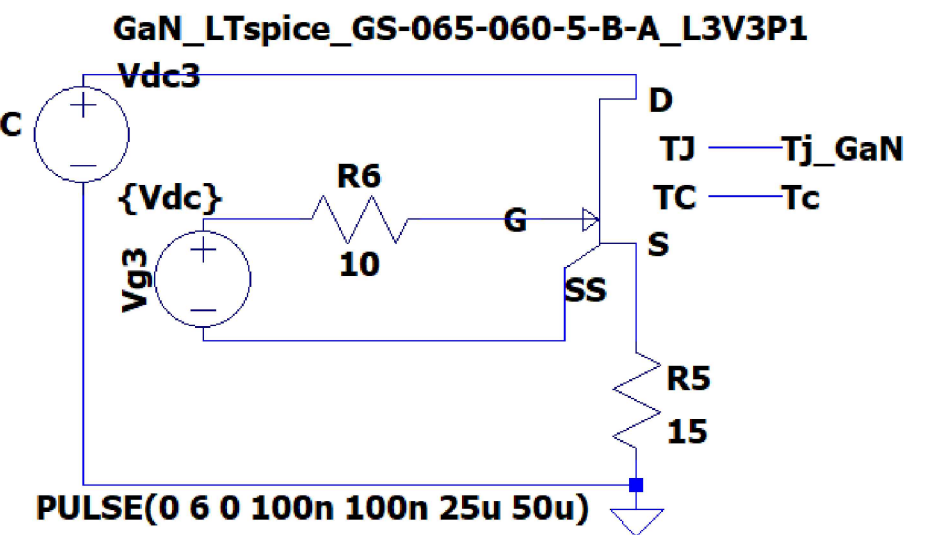 GaN_LTspice_GS-065-060-5-B-A_L3V3P1
Vdc3
D
C
TJ
Tj_GaN
R6
{Vdc}
TC
Tc
G
S
10
Vg3
SS
R5
15
PULSE(0 6 0 100n 100n 25u 50u)